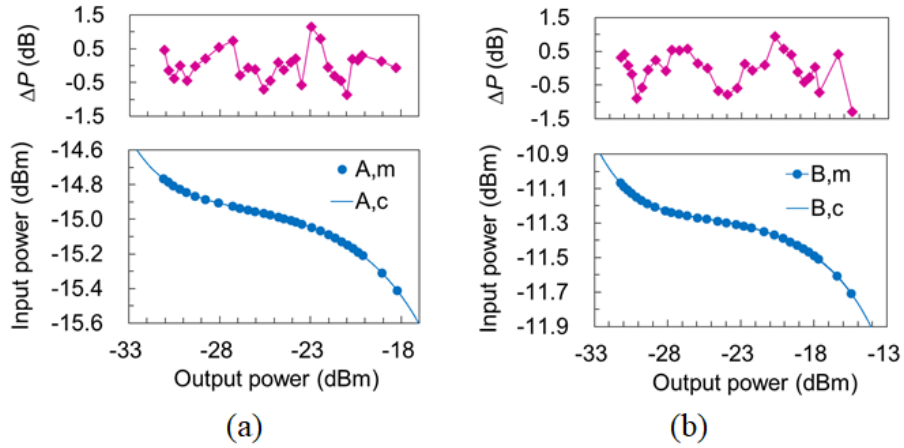 ΔP (dB)
1.5
0.5
-0.5
-1.5
Input power (dBm)
-14.6
-14.8
-15.0
-15.2
-15.4
-15.6
A,m
A,c
-33 -28 -23 -18
Output power (dBm)
(a)
ΔP (dB)
1.5
0.5
-0.5
-1.5
Input power (dBm)
-10.9
-11.1
-11.3
-11.5
-11.7
-11.9
B,m
B,c
-33 -28 -23 -18 -13
Output power (dBm)
(b)